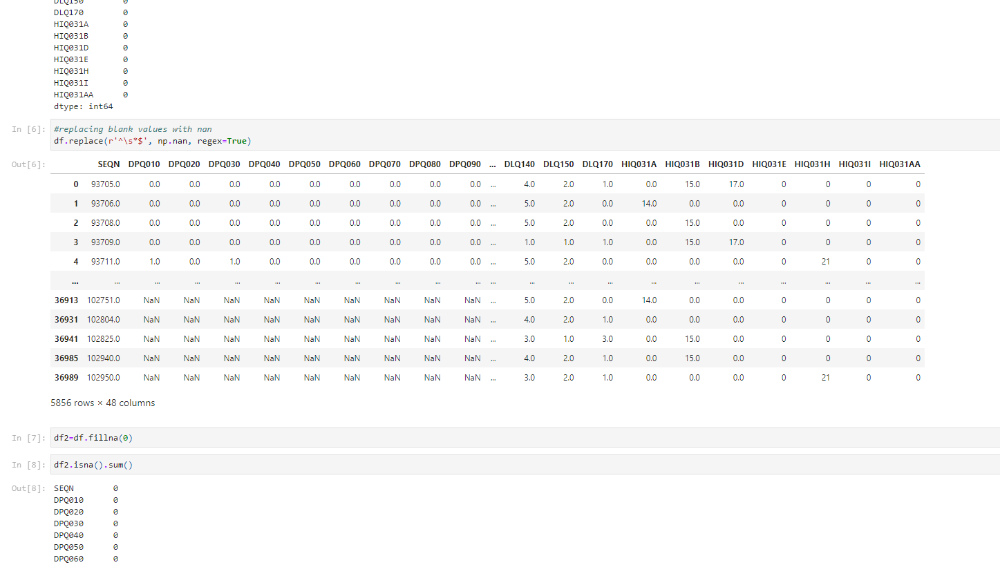 DLQ150 0
DLQ170 0
HIQ031A 0
HIQ031B 0
HIQ031D 0
HIQ031E 0
HIQ031H 0
HIQ031I 0
HIQ031AA 0
dtype: int64
In [6]: #replacing blank values with nan
df.replace(r'^\s*$', np.nan, regex=True)
Out[6]:
SEQN DPQ010 DPQ020 DPQ030 DPQ040 DPQ050 DPQ060 DPQ070 DPQ080 DPQ090 ... DLQ140 DLQ150 DLQ170 HIQ031A HIQ031B HIQ031D HIQ031E HIQ031H HIQ031I HIQ031AA
0 93705.0 0.0 0.0 0.0 0.0 0.0 0.0 0.0 0.0 0.0 ... 4.0 2.0 1.0 0.0 15.0 17.0 0 0 0 0
1 93706.0 0.0 0.0 0.0 0.0 0.0 0.0 0.0 0.0 0.0 ... 5.0 2.0 0.0 14.0 0.0 0.0 0 0 0 0
2 93708.0 0.0 0.0 0.0 0.0 0.0 0.0 0.0 0.0 0.0 ... 5.0 2.0 0.0 0.0 15.0 0.0 0 0 0 0
3 93709.0 0.0 0.0 0.0 0.0 0.0 0.0 0.0 0.0 0.0 ... 1.0 1.0 1.0 0.0 15.0 17.0 0 0 0 0
4 93711.0 1.0 0.0 1.0 0.0 0.0 0.0 0.0 0.0 0.0 ... 5.0 2.0 0.0 0.0 0.0 0.0 0 21 0 0
... ... ... ... ... ... ... ... ... ... ... ... ... ... ... ... ... ... ... ... ... ...
36913 102751.0 NaN NaN NaN NaN NaN NaN NaN NaN NaN ... 5.0 2.0 0.0 14.0 0.0 0.0 0 0 0 0
36931 102804.0 NaN NaN NaN NaN NaN NaN NaN NaN NaN ... 4.0 2.0 1.0 0.0 0.0 0.0 0 0 0 0
36941 102825.0 NaN NaN NaN NaN NaN NaN NaN NaN NaN ... 3.0 1.0 3.0 0.0 15.0 0.0 0 0 0 0
36985 102940.0 NaN NaN NaN NaN NaN NaN NaN NaN NaN ... 4.0 2.0 1.0 0.0 15.0 0.0 0 0 0 0
36989 102950.0 NaN NaN NaN NaN NaN NaN NaN NaN NaN ... 3.0 2.0 1.0 0.0 0.0 0.0 0 21 0 0
5856 rows × 48 columns
In [7]: df2=df.fillna(0)
In [8]: df2.isna().sum()
Out[8]: SEQN 0
DPQ010 0
DPQ020 0
DPQ030 0
DPQ040 0
DPQ050 0
DPQ060 0